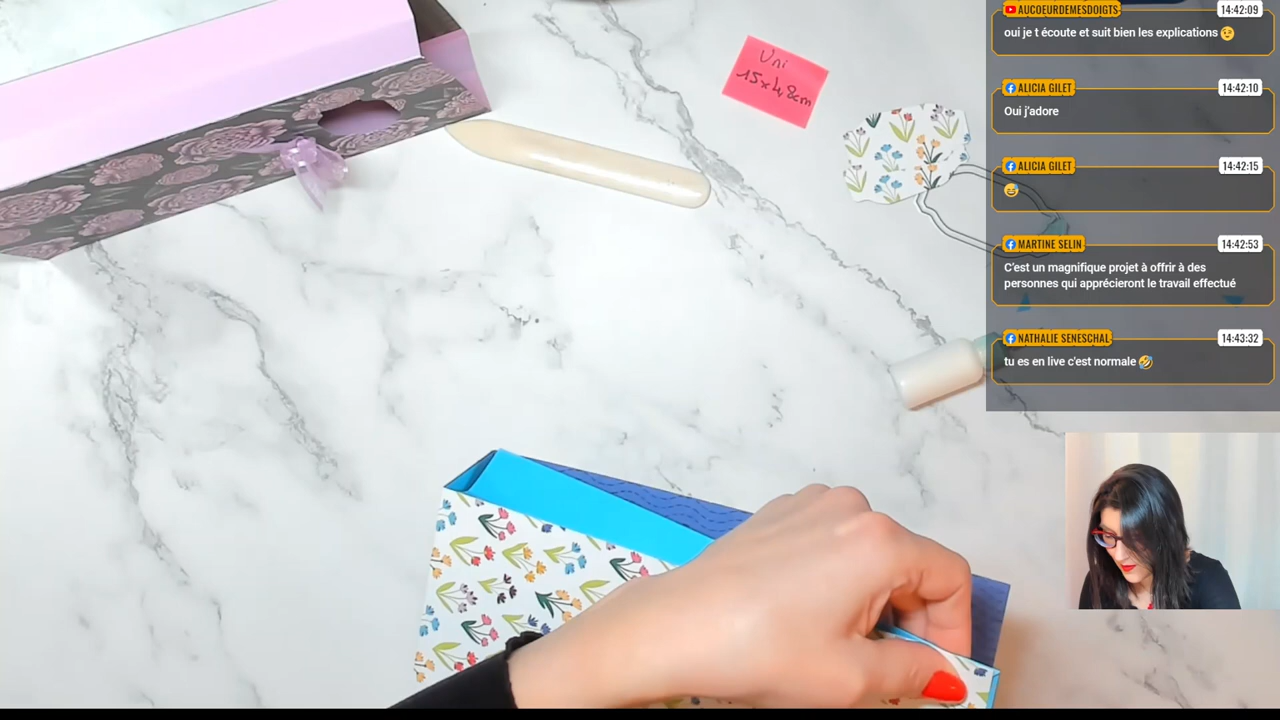 Uni
15x4,8cm
AUCOEURDEMESDOIGTS
14:42:09
oui je t écoute et suit bien les explications 😉
ALICIA GILET
14:42:10
Oui j'adore
ALICIA GILET
14:42:15
😅
MARTINE SELIN
14:42:53
C'est un magnifique projet à offrir à des
personnes qui apprécieront le travail effectué
NATHALIE SENESCHAL
14:43:32
tu es en live c'est normale 🤣